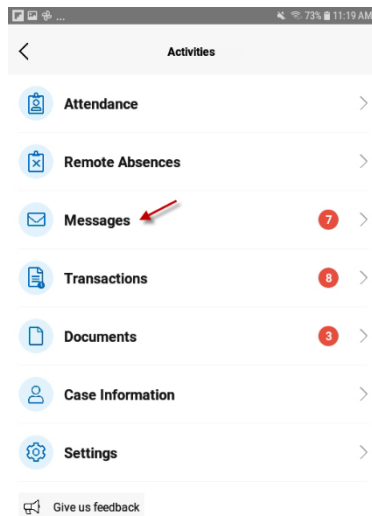 ... 73% 11:19 AM
Activities
Attendance
Remote Absences
Messages 7
Transactions 8
Documents 3
Case Information
Settings
Give us feedback